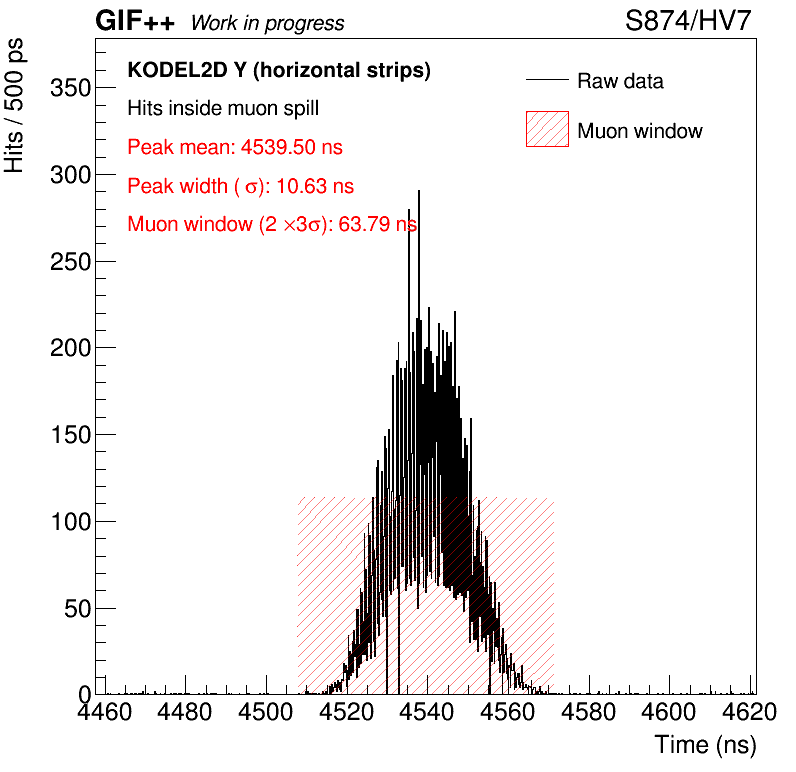 GIF++ Work in progress S874/HV7
Hits / 500 ps
KODEL2D Y (horizontal strips)
Hits inside muon spill
Peak mean: 4539.50 ns
Peak width ( σ): 10.63 ns
Muon window (2 ×3σ): 63.79 ns
Raw data
Muon window
350
300
250
200
150
100
50
0
4460 4480 4500 4520 4540 4560 4580 4600 4620
Time (ns)